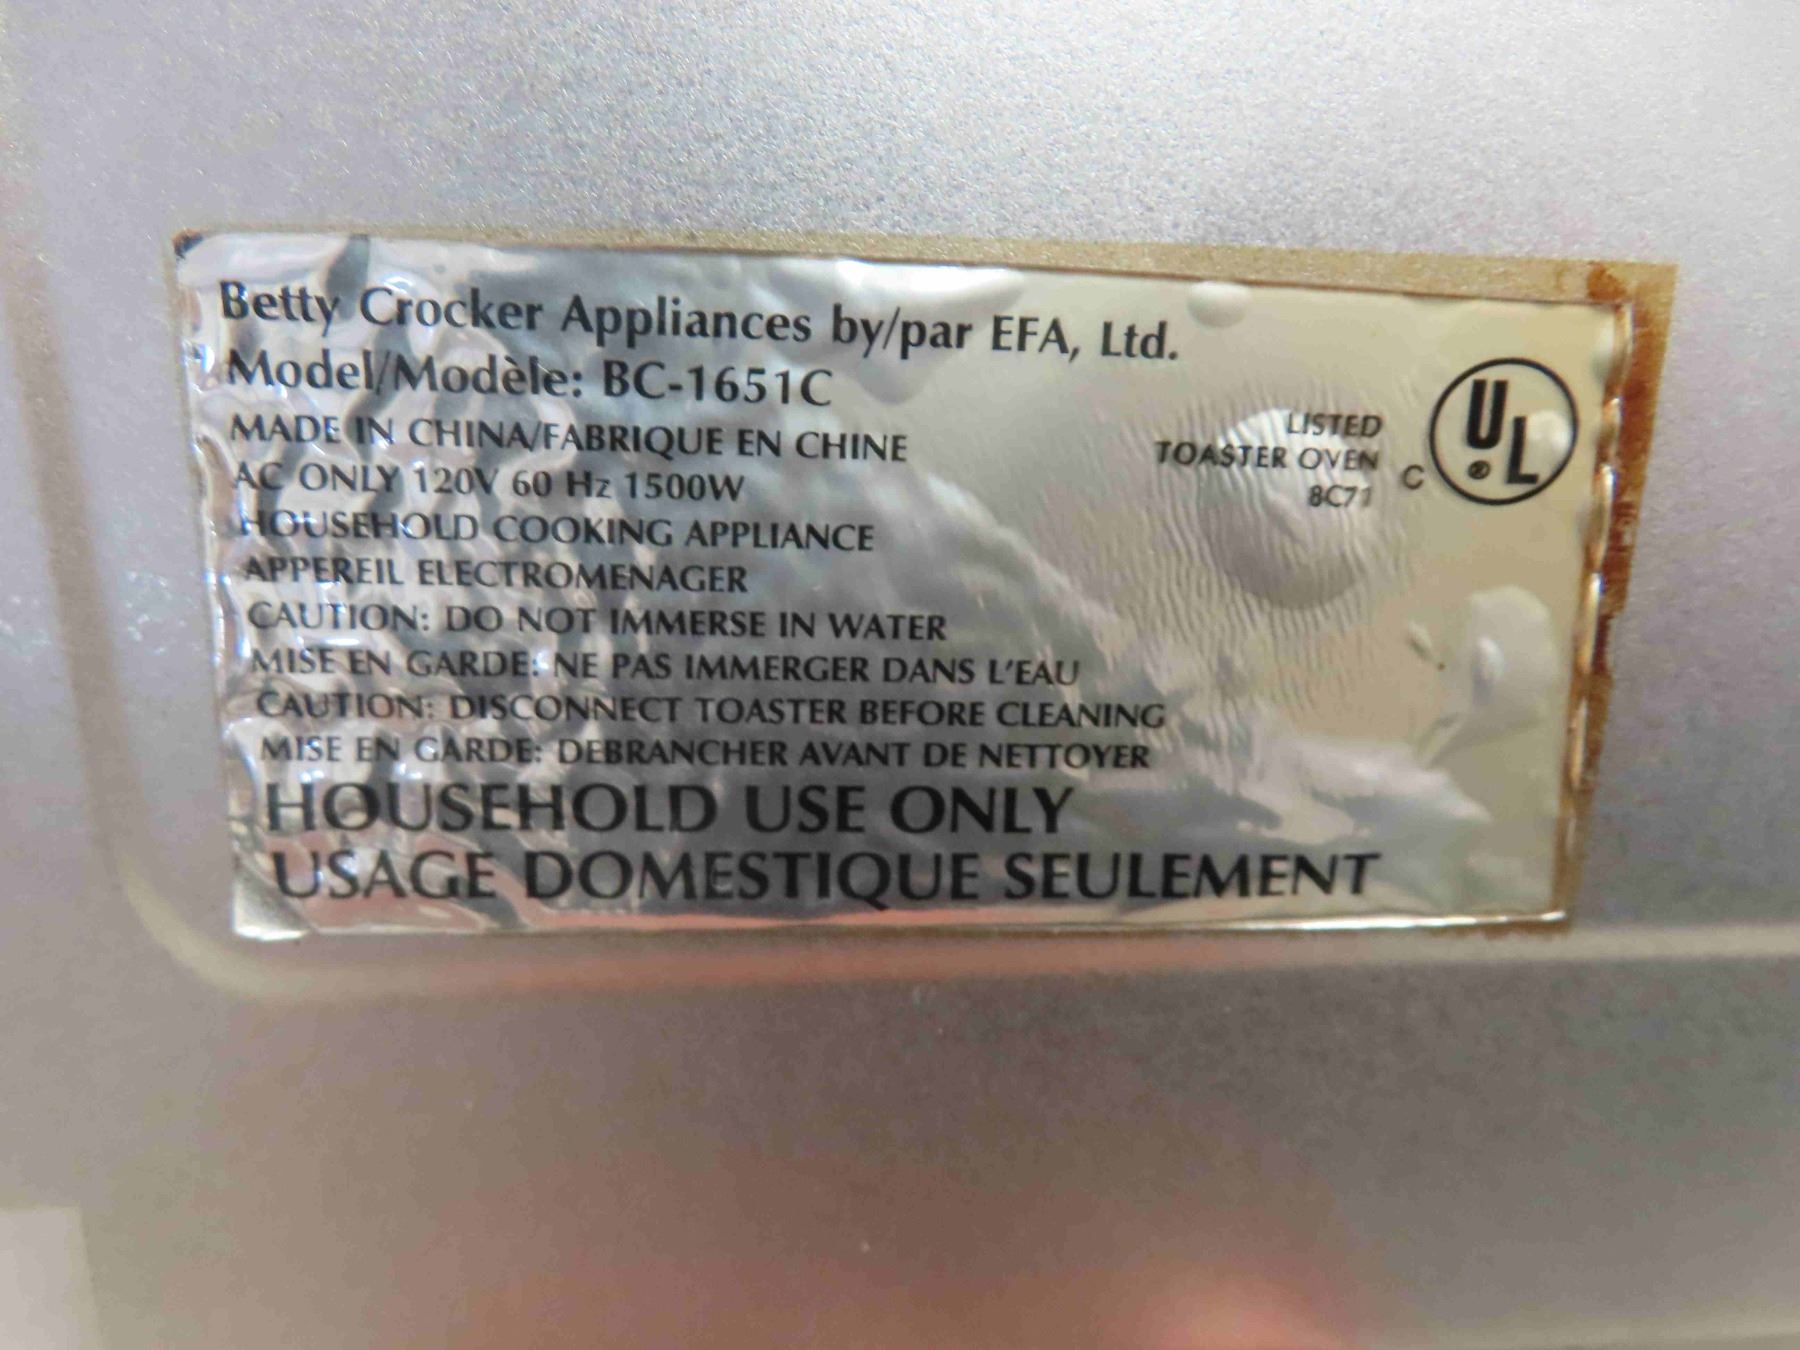 Betty Crocker Appliances by/par EFA, Ltd.
Model/Modèle: BC-1651C
MADE IN CHINA/FABRIQUE EN CHINE
AC ONLY 120V 60 Hz 1500W
HOUSEHOLD COOKING APPLIANCE
APPEREIL ELECTROMENAGER
CAUTION: DO NOT IMMERSE IN WATER
MISE EN GARDE: NE PAS IMMERGER DANS L'EAU
CAUTION: DISCONNECT TOASTER BEFORE CLEANING
MISE EN GARDE: DEBRANCHER AVANT DE NETTOYER
HOUSEHOLD USE ONLY
USAGE DOMESTIQUE SEULEMENT
LISTED
TOASTER OVEN
8C71
C UL ®